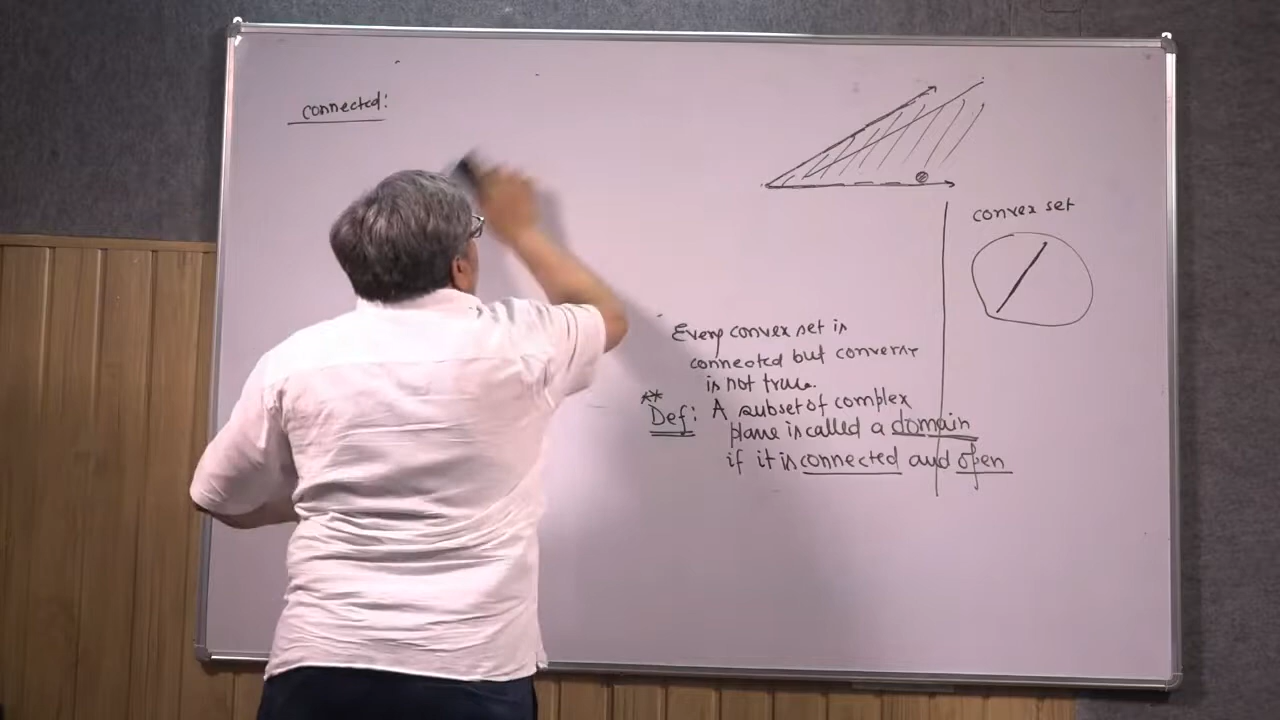 connected:
convex set
Every convex set is
connected but converse
is not true.
** 
Def: A subset of complex
plane is called a domain
if it is connected and open